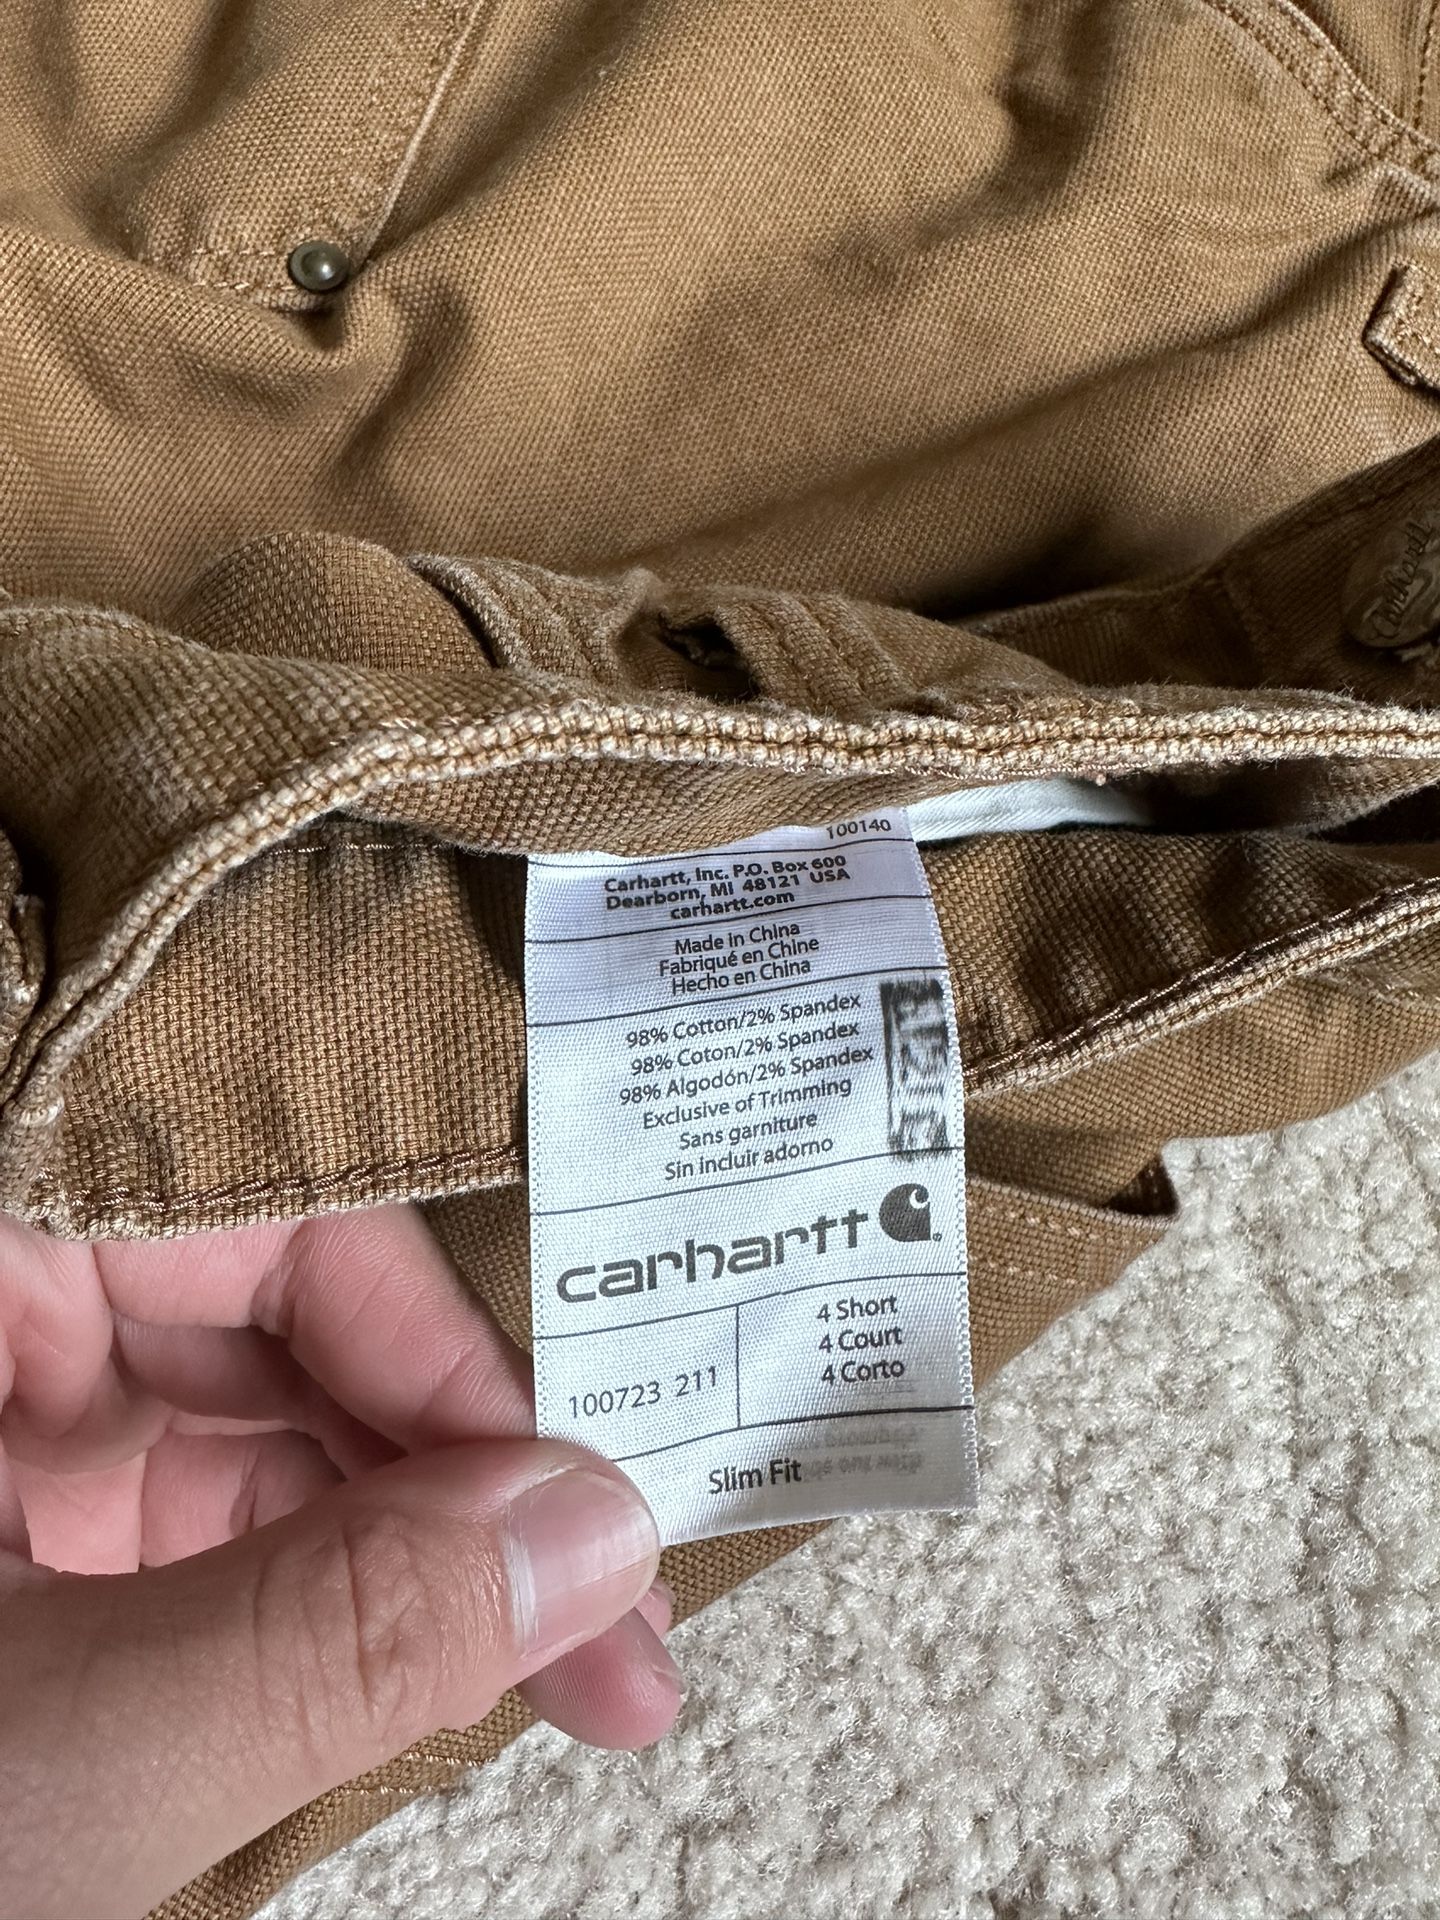 Carhartt
100140
Carhartt, Inc. P.O. Box 600
Dearborn, MI 48121 USA
carhartt.com
Made in China
Fabriqué en Chine
Hecho en China
98% Cotton/2% Spandex
98% Coton/2% Spandex
98% Algodón/2% Spandex
Exclusive of Trimming
Sans garniture
Sin incluir adorno
carhartt
100723 211
4 Short
4 Court
4 Corto
Slim Fit